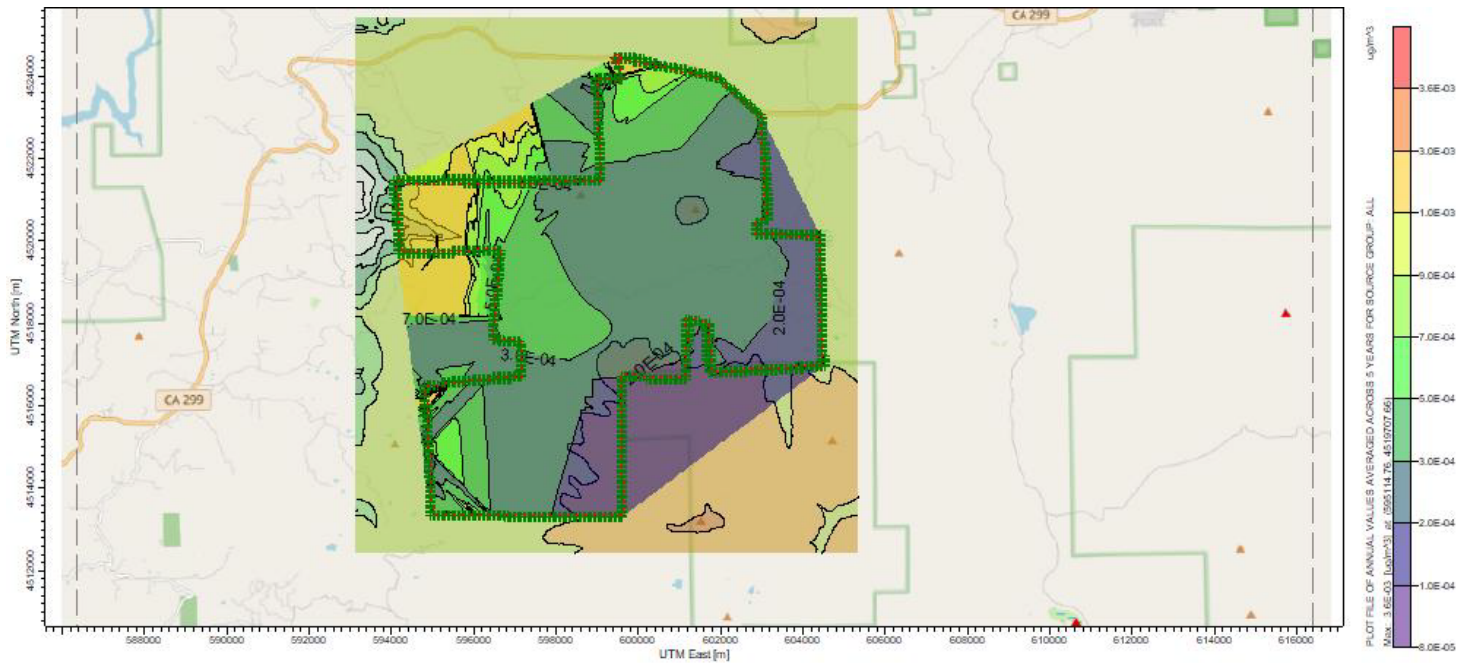 CA 299
CA 299
7.0E-04
5.0E-0
2.0E-04
UTM North [m]
4524000
4522000
4520000
4518000
4516000
4514000
4512000
588000
590000
592000
594000
596000
598000
600000
602000
604000
606000
608000
610000
612000
614000
616000
UTM East [m]
PLOT FILE OF ANNUAL VALUES AVERAGED ACROSS 5 YEARS FOR SOURCE GROUP: ALL
ug/m^3
Max: 3.6E-03 [ug/m^3] at (595114.76, 4519707.66)
3.6E-03
3.0E-03
1.0E-03
9.0E-04
7.0E-04
5.0E-04
3.0E-04
2.0E-04
1.0E-04
8.0E-05